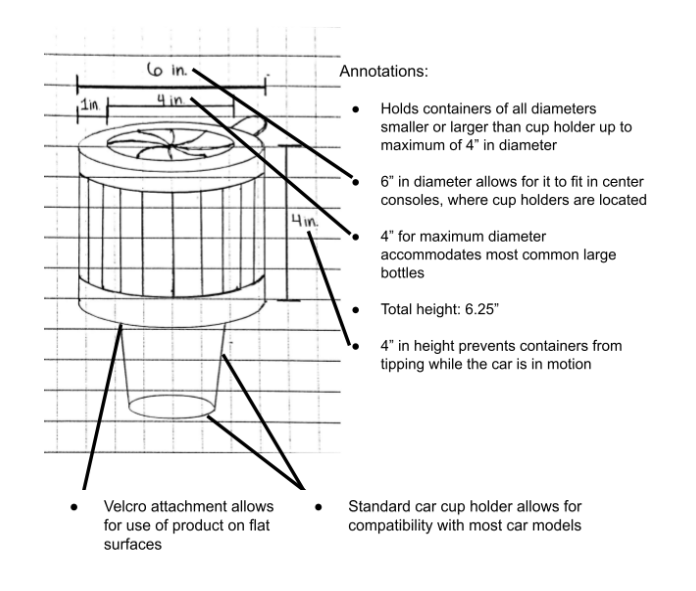 6 in.
1in.
4 in.
4in.
Annotations:
● Holds containers of all diameters
smaller or larger than cup holder up to
maximum of 4” in diameter
● 6” in diameter allows for it to fit in center
consoles, where cup holders are located
● 4” for maximum diameter
accommodates most common large
bottles
● Total height: 6.25”
● 4” in height prevents containers from
tipping while the car is in motion
● Velcro attachment allows
for use of product on flat
surfaces
● Standard car cup holder allows for
compatibility with most car models